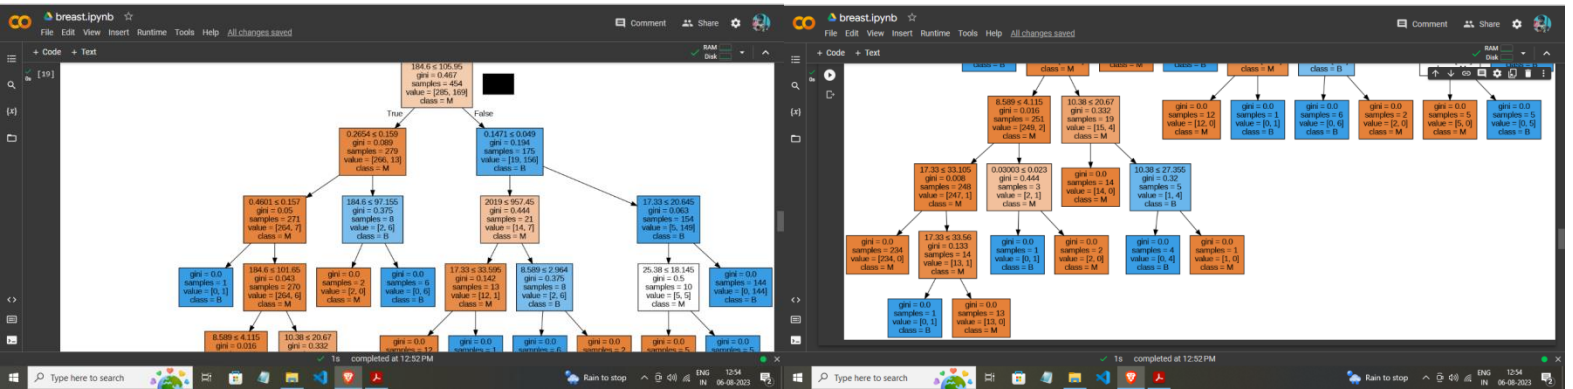 breast.ipynb
File Edit View Insert Runtime Tools Help All changes saved
Comment Share
+ Code + Text
RAM
Disk
[19]
184.6 ≤ 105.95
gini = 0.467
samples = 454
value = [285, 169]
class = M
True
False
0.2654 ≤ 0.159
gini = 0.089
samples = 279
value = [266, 13]
class = M
0.1471 ≤ 0.049
gini = 0.194
samples = 175
value = [19, 156]
class = B
0.4601 ≤ 0.157
gini = 0.05
samples = 271
value = [264, 7]
class = M
184.6 ≤ 97.155
gini = 0.375
samples = 8
value = [2, 6]
class = B
2019 ≤ 957.45
gini = 0.444
samples = 21
value = [14, 7]
class = M
17.33 ≤ 20.645
gini = 0.063
samples = 154
value = [5, 149]
class = B
gini = 0.0
samples = 1
value = [0, 1]
class = B
184.6 ≤ 101.65
gini = 0.043
samples = 270
value = [264, 6]
class = M
gini = 0.0
samples = 2
value = [2, 0]
class = M
gini = 0.0
samples = 6
value = [0, 6]
class = B
17.33 ≤ 33.595
gini = 0.142
samples = 13
value = [12, 1]
class = M
8.589 ≤ 2.964
gini = 0.375
samples = 8
value = [2, 6]
class = B
25.38 ≤ 18.145
gini = 0.5
samples = 10
value = [5, 5]
class = M
gini = 0.0
samples = 144
value = [0, 144]
class = B
8.589 ≤ 4.115
gini = 0.016
10.38 ≤ 20.67
gini = 0.332
gini = 0.0
samples = 12
gini = 0.0
samples = 1
gini = 0.0
samples = 6
gini = 0.0
samples = 2
gini = 0.0
samples = 5
gini = 0.0
samples = 5
1s completed at 12:52 PM
Type here to search
Rain to stop
ENG
IN
12:54
06-08-2023
breast.ipynb
File Edit View Insert Runtime Tools Help All changes saved
Comment Share
+ Code + Text
RAM
Disk
class = B
class = M
class = M
class = B
class = M
class = B
8.589 ≤ 4.115
gini = 0.016
samples = 251
value = [249, 2]
class = M
10.38 ≤ 20.67
gini = 0.332
samples = 19
value = [15, 4]
class = M
gini = 0.0
samples = 12
value = [12, 0]
class = M
gini = 0.0
samples = 1
value = [0, 1]
class = B
gini = 0.0
samples = 6
value = [0, 6]
class = B
gini = 0.0
samples = 2
value = [2, 0]
class = M
gini = 0.0
samples = 5
value = [5, 0]
class = M
gini = 0.0
samples = 5
value = [0, 5]
class = B
17.33 ≤ 33.105
gini = 0.008
samples = 248
value = [247, 1]
class = M
0.03003 ≤ 0.023
gini = 0.444
samples = 3
value = [2, 1]
class = M
gini = 0.0
samples = 14
value = [14, 0]
class = M
10.38 ≤ 27.355
gini = 0.32
samples = 5
value = [1, 4]
class = B
gini = 0.0
samples = 234
value = [234, 0]
class = M
17.33 ≤ 33.56
gini = 0.133
samples = 14
value = [13, 1]
class = M
gini = 0.0
samples = 1
value = [0, 1]
class = B
gini = 0.0
samples = 2
value = [2, 0]
class = M
gini = 0.0
samples = 4
value = [0, 4]
class = B
gini = 0.0
samples = 1
value = [1, 0]
class = M
gini = 0.0
samples = 1
value = [0, 1]
class = B
gini = 0.0
samples = 13
value = [13, 0]
class = M
1s completed at 12:52 PM
Type here to search
Rain to stop
ENG
IN
12:54
06-08-2023